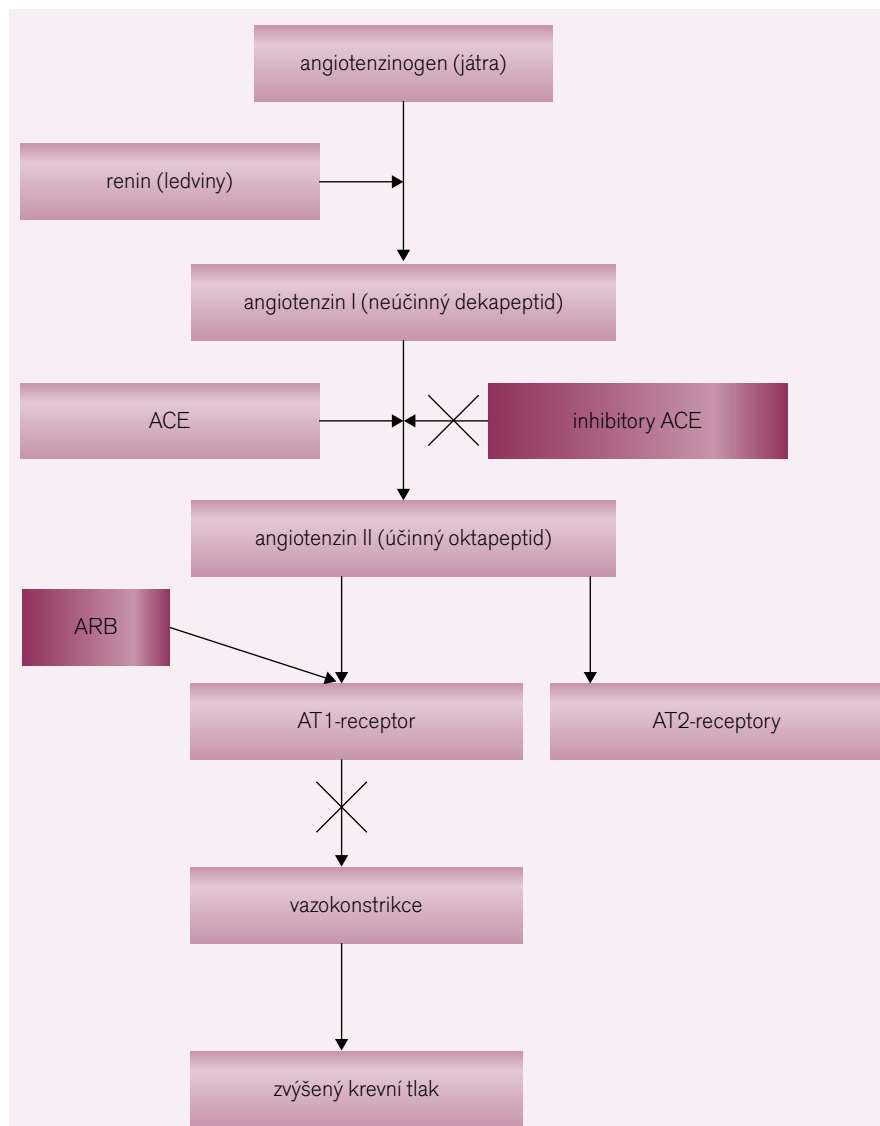 angiotenzinogen (játra)
renin (ledviny)
angiotenzin I (neúčinný dekapeptid)
ACE
inhibitory ACE
angiotenzin II (účinný oktapeptid)
ARB
AT1-receptor
AT2-receptory
vazokonstrikce
zvýšený krevní tlak